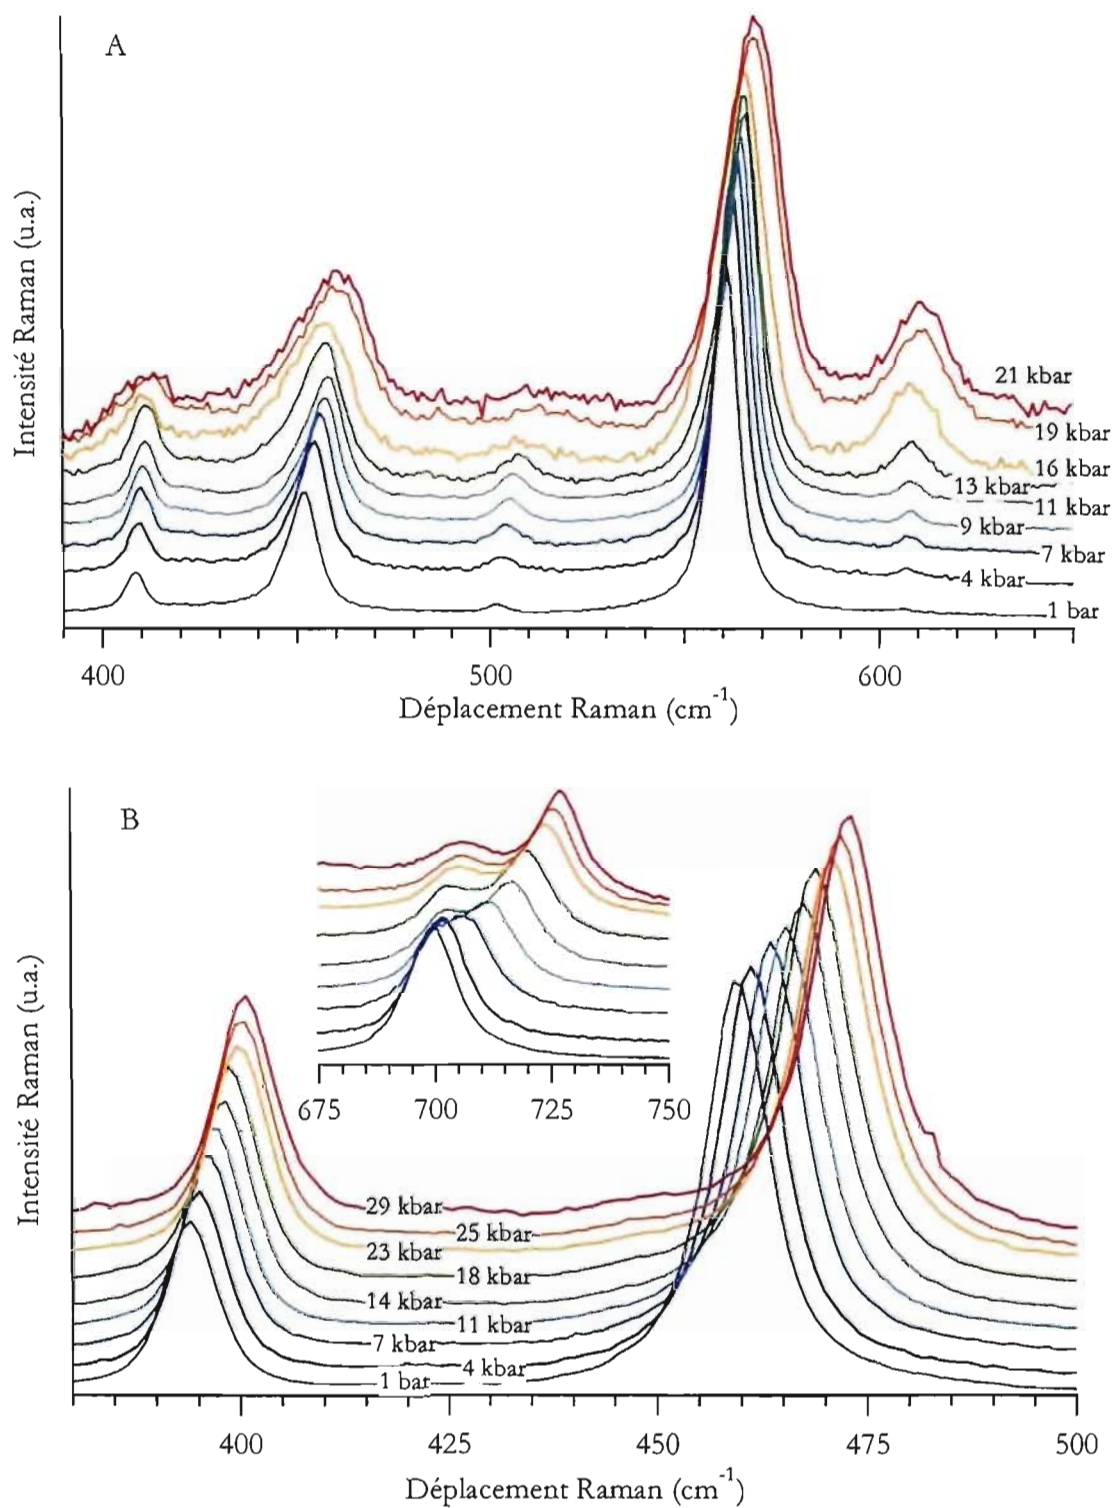 A
Intensité Raman (u.a.)
21 kbar
19 kbar
16 kbar
13 kbar
11 kbar
9 kbar
7 kbar
4 kbar
1 bar
400 500 600
Déplacement Raman (cm-1)
B
Intensité Raman (u.a.)
675 700 725 750
29 kbar
25 kbar
23 kbar
18 kbar
14 kbar
11 kbar
7 kbar
4 kbar
1 bar
400 425 450 475 500
Déplacement Raman (cm-1)